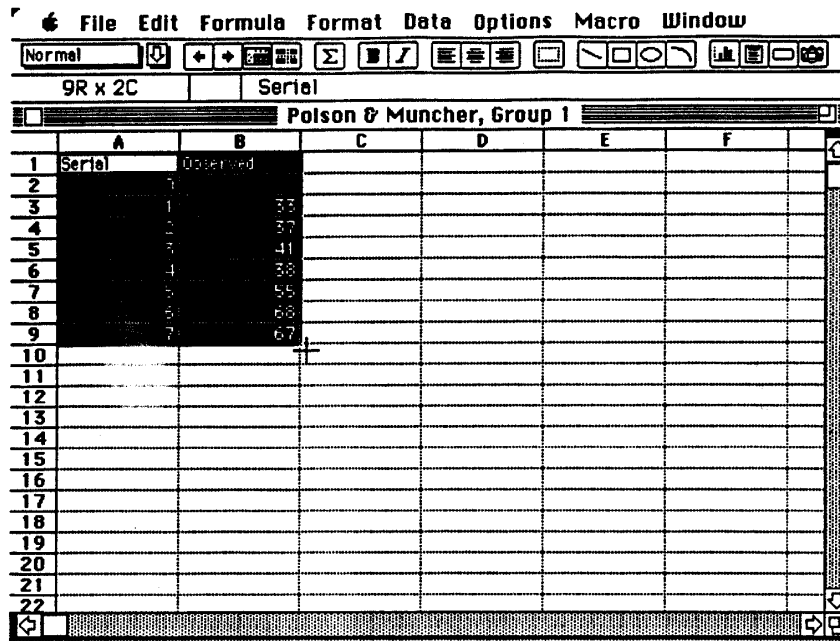 File Edit Formula Format Data Options Macro Window
Normal Σ B I
9R x 2C Serial
Polson & Muncher, Group 1
A B C D E F
1 Serial Observed
2
3 1 33
4 2 37
5 3 41
6 4 38
7 5 55
8 6 68
9 7 67
10
11
12
13
14
15
16
17
18
19
20
21
22